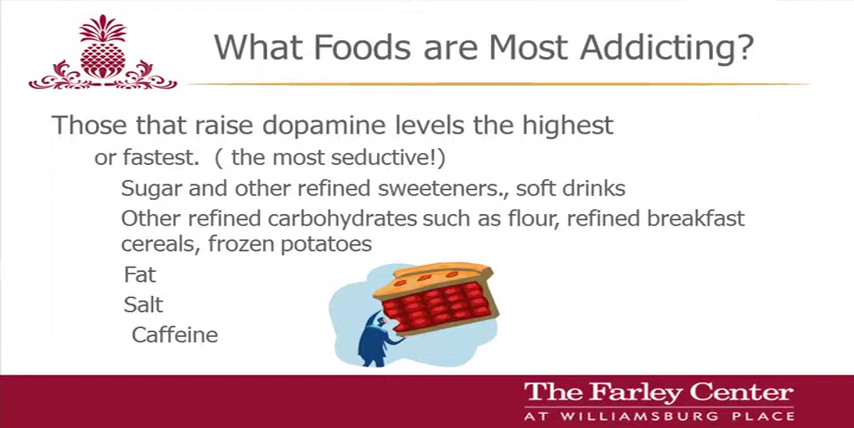 What Foods are Most Addicting?
Those that raise dopamine levels the highest
or fastest. ( the most seductive!)
Sugar and other refined sweeteners., soft drinks
Other refined carbohydrates such as flour, refined breakfast
cereals, frozen potatoes
Fat
Salt
Caffeine
The Farley Center
AT WILLIAMSBURG PLACE